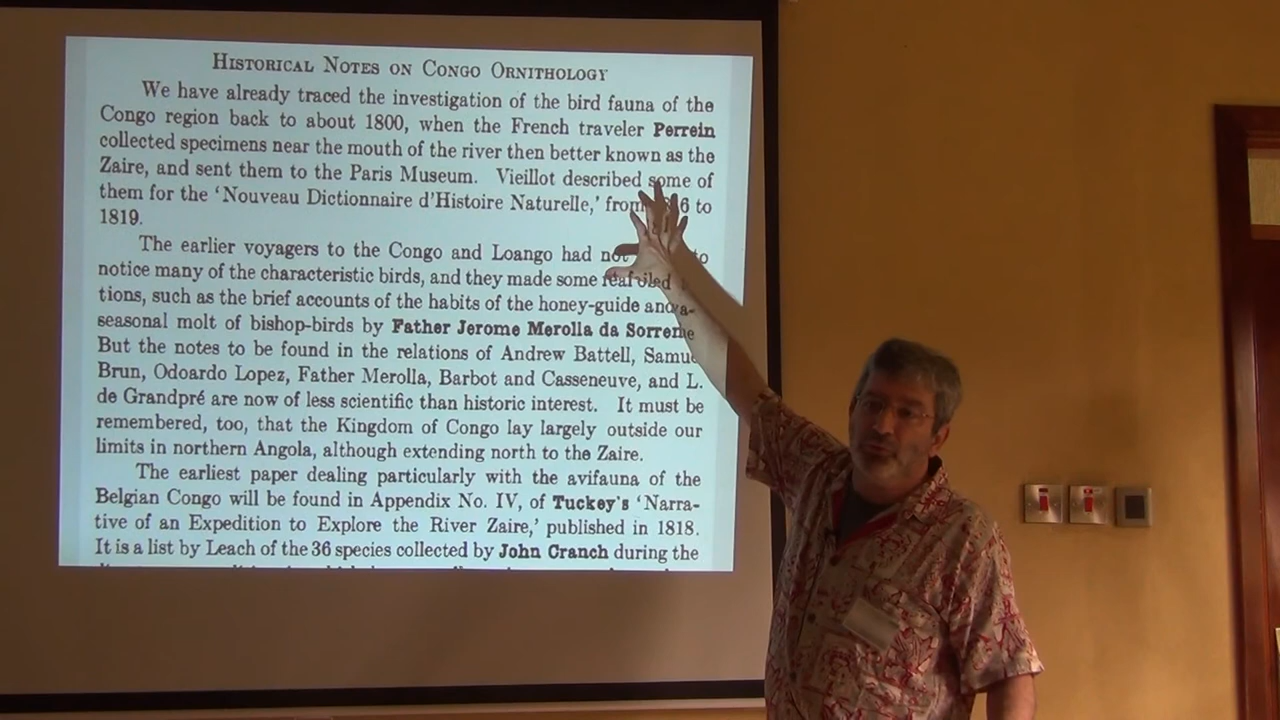 HISTORICAL NOTES ON CONGO ORNITHOLOGY
We have already traced the investigation of the bird fauna of the
Congo region back to about 1800, when the French traveler Perrein
collected specimens near the mouth of the river then better known as the
Zaire, and sent them to the Paris Museum. Vieillot described some of
them for the 'Nouveau Dictionnaire d'Histoire Naturelle,' from to
1819.
The earlier voyagers to the Congo and Loango had not
notice many of the characteristic birds, and they made some
tions, such as the brief accounts of the habits of the honey-guide and
seasonal molt of bishop-birds by Father Jerome Merolla da
But the notes to be found in the relations of Andrew Battell,
Brun, Odoardo Lopez, Father Merolla, Barbot and Casseneuve, and L.
de Grandpré are now of less scientific than historic interest. It must be
remembered, too, that the Kingdom of Congo lay largely outside our
limits in northern Angola, although extending north to the Zaire.
The earliest paper dealing particularly with the avifauna of the
Belgian Congo will be found in Appendix No. IV, of Tuckey's 'Narra-
tive of an Expedition to Explore the River Zaire,' published in 1818.
It is a list by Leach of the 36 species collected by John Cranch during the